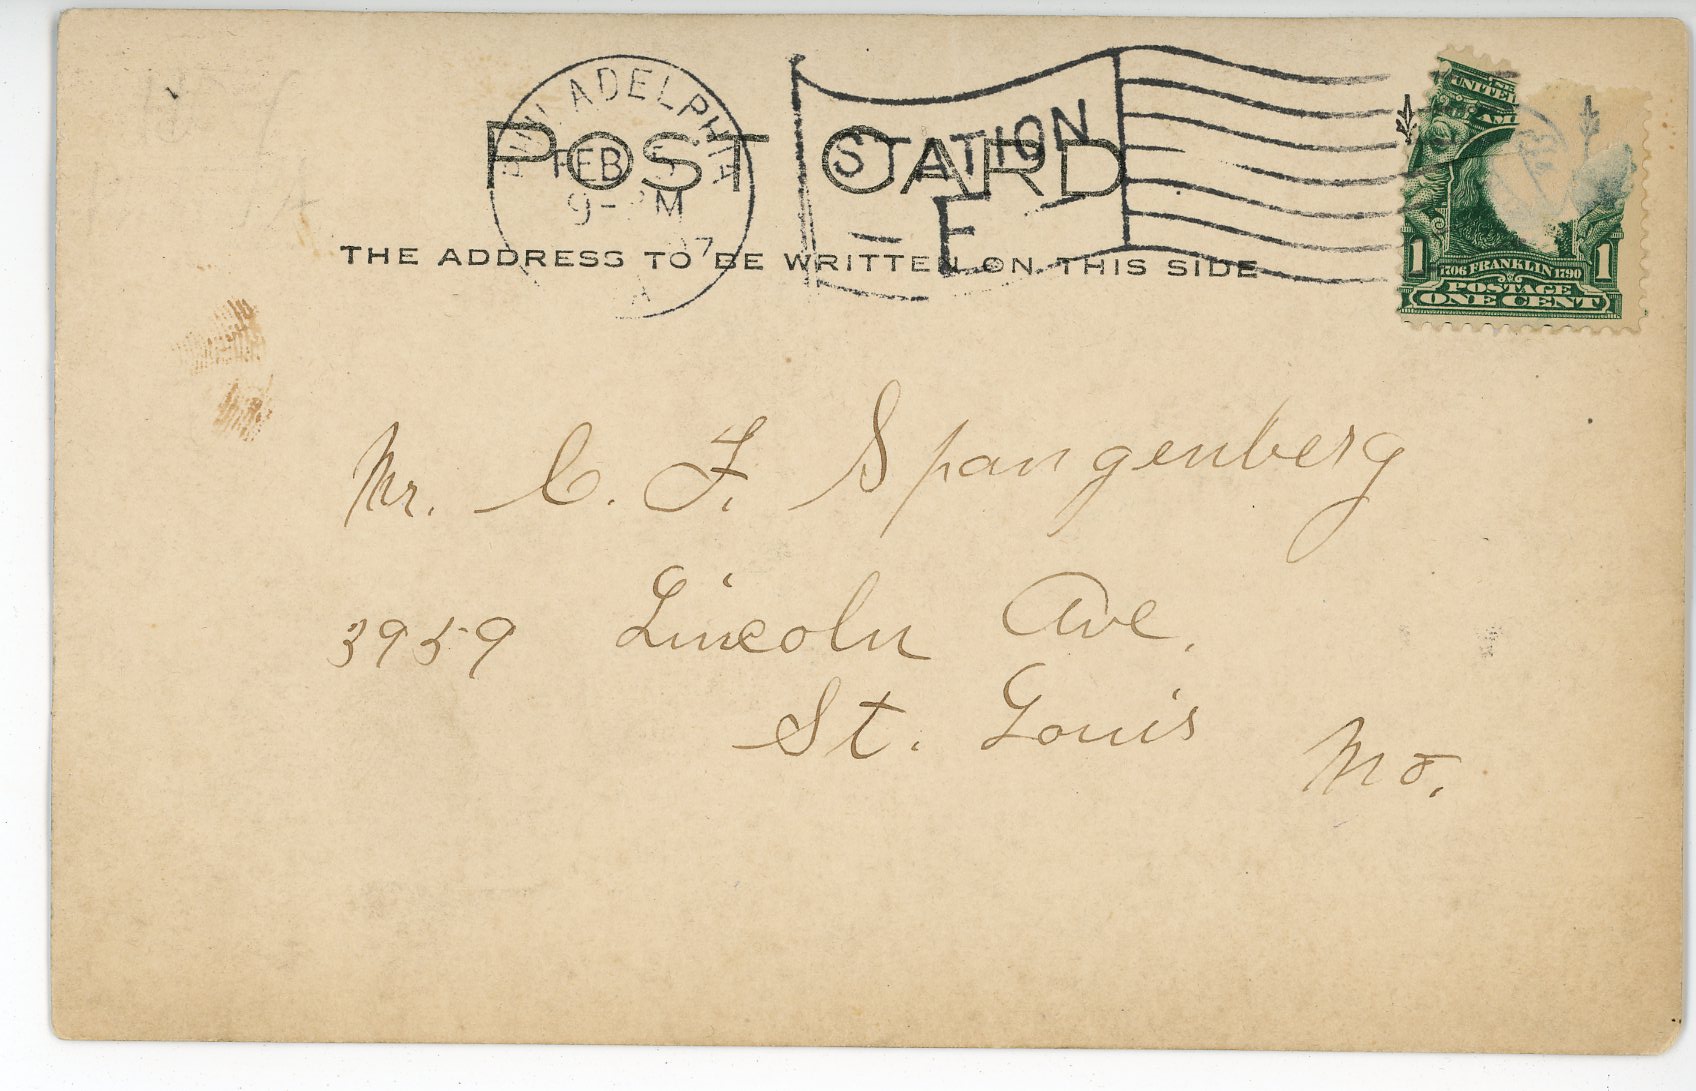 PHILADELPHIA
FEB 5
9- PM
STATION
F
POST CARD
THE ADDRESS TO BE WRITTEN ON THIS SIDE
UNITED
1 1706 FRANKLIN 1790 1
POSTAGE
ONE CENT
Mr. C. F. Spangenberg
3959 Lincoln Ave.
St. Louis
Mo.